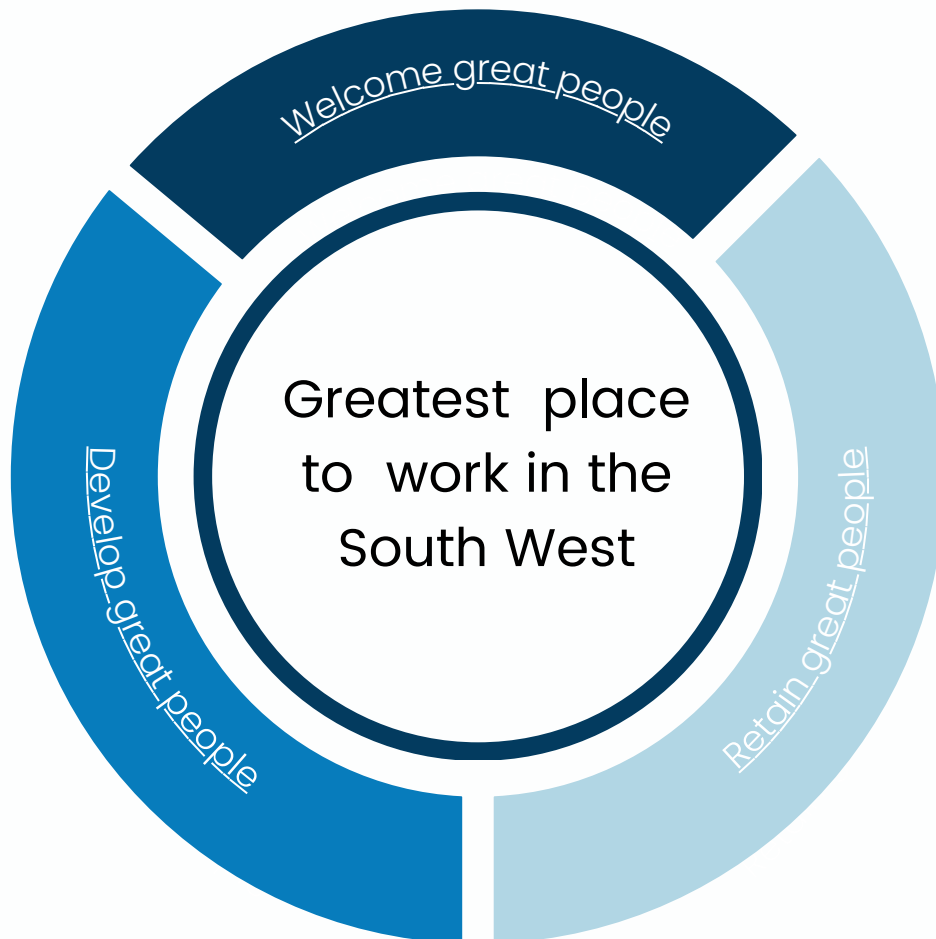 Welcome great people
Greatest place
to work in the
South West
Develop great people
Retain great people